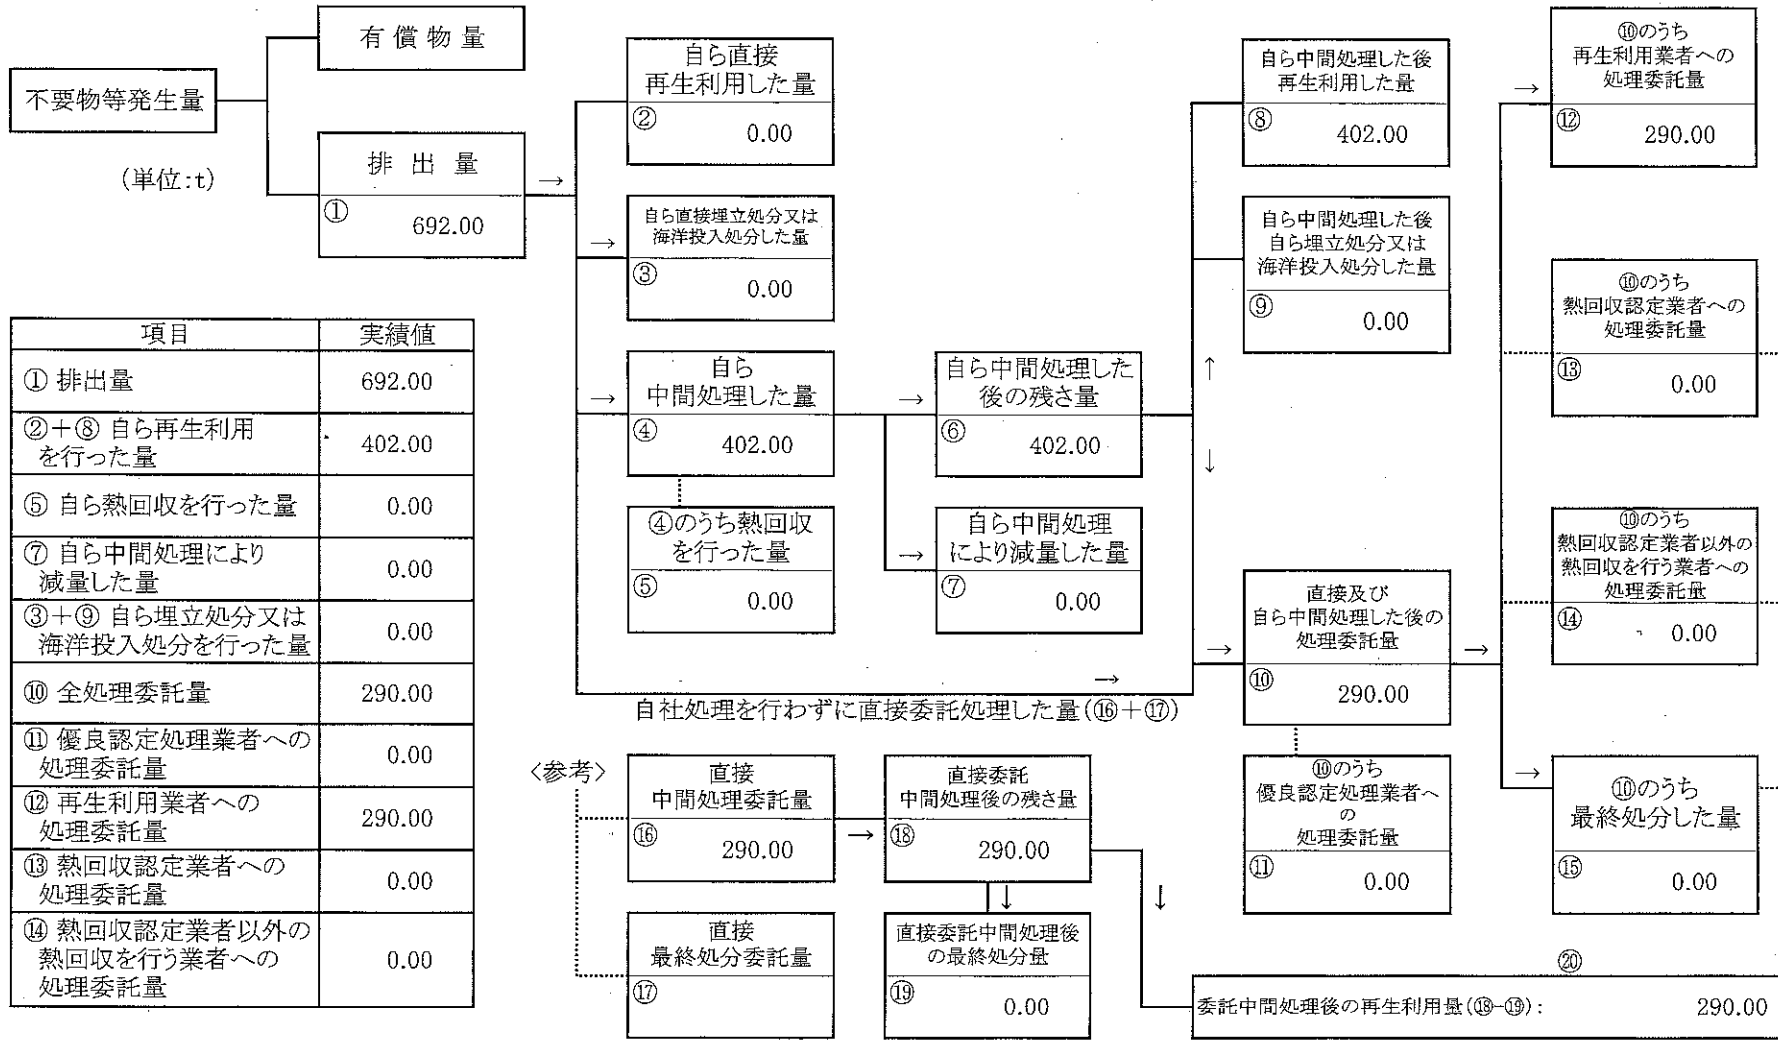 不要物等発生量
(単位:t)
有償物量
排出量
① 692.00
自ら直接
再生利用した量
② 0.00
自ら直接埋立処分又は
海洋投入処分した量
③ 0.00
自ら
中間処理した量
④ 402.00
④のうち熱回収
を行った量
⑤ 0.00
自ら中間処理した
後の残さ量
⑥ 402.00
自ら中間処理
により減量した量
⑦ 0.00
自ら中間処理した後
再生利用した量
⑧ 402.00
自ら中間処理した後
自ら埋立処分又は
海洋投入処分した量
⑨ 0.00
直接及び
自ら中間処理した後の
処理委託量
⑩ 290.00
⑩のうち
優良認定処理業者へ
の
処理委託量
⑪ 0.00
⑩のうち
再生利用業者への
処理委託量
⑫ 290.00
⑩のうち
熱回収認定業者への
処理委託量
⑬ 0.00
⑩のうち
熱回収認定業者以外の
熱回収を行う業者への
処理委託量
⑭ 0.00
⑩のうち
最終処分した量
⑮ 0.00
自社処理を行わずに直接委託処理した量(⑯+⑰)
〈参考〉
直接
中間処理委託量
⑯ 290.00
直接
最終処分委託量
⑰
直接委託
中間処理後の残さ量
⑱ 290.00
直接委託中間処理後
の最終処分量
⑲ 0.00
⑳
委託中間処理後の再生利用量(⑱-⑲): 290.00
項目 実績値
① 排出量 692.00
②+⑧ 自ら再生利用
を行った量 402.00
⑤ 自ら熱回収を行った量 0.00
⑦ 自ら中間処理により
減量した量 0.00
③+⑨ 自ら埋立処分又は
海洋投入処分を行った量 0.00
⑩ 全処理委託量 290.00
⑪ 優良認定処理業者への
処理委託量 0.00
⑫ 再生利用業者への
処理委託量 290.00
⑬ 熱回収認定業者への
処理委託量 0.00
⑭ 熱回収認定業者以外の
熱回収を行う業者への
処理委託量 0.00